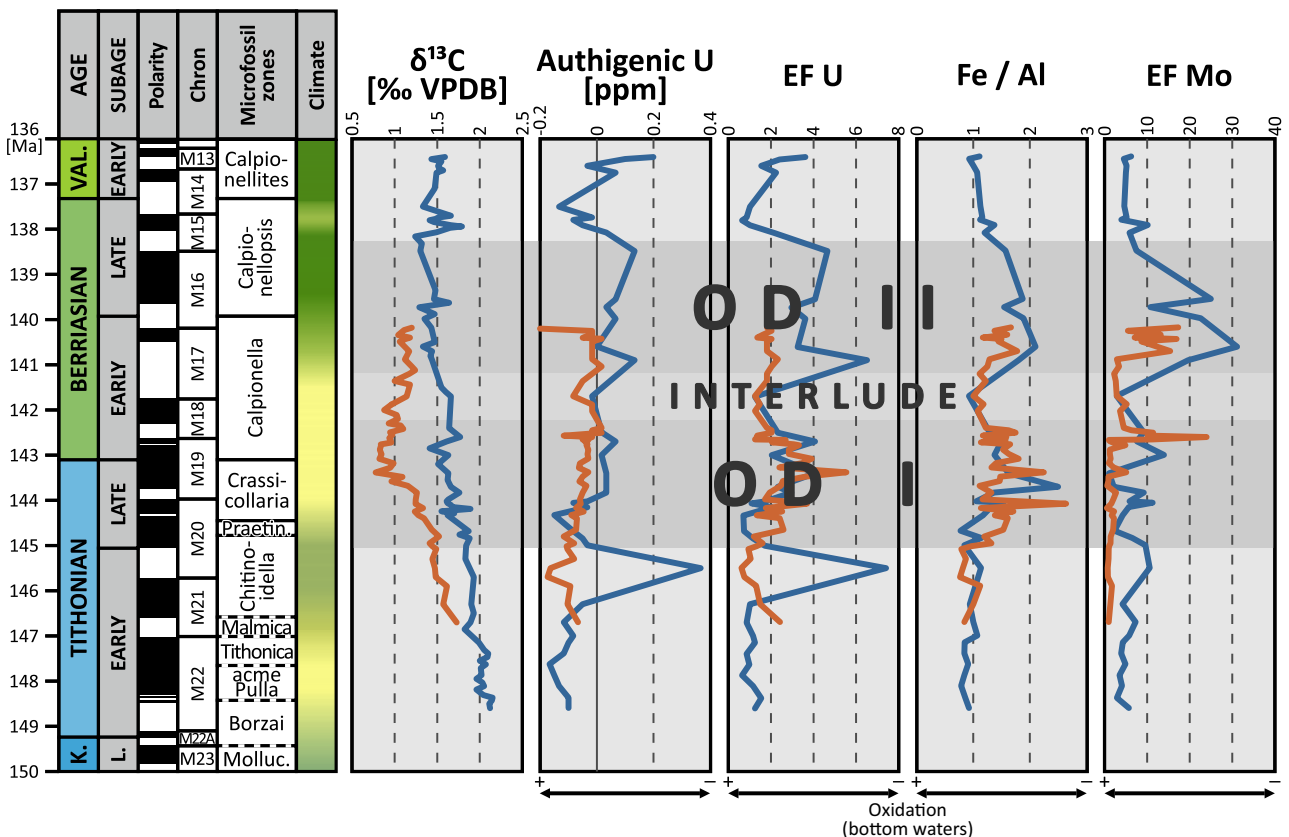 AGE
SUBAGE
Polarity
Chron
Microfossil
zones
Climate
δ¹³C
[‰ VPDB]
Authigenic U
[ppm]
EF U
Fe / Al
EF Mo
0.5 1 1.5 2 2.5
-0.2 0 0.2 0.4
0 2 4 6 8
0 1 2 3
0 10 20 30 40
136
[Ma]
137
138
139
140
141
142
143
144
145
146
147
148
149
150
VAL.
BERRIASIAN
TITHONIAN
K.
EARLY
LATE
EARLY
LATE
EARLY
L.
M13
M14
M15
M16
M17
M18
M19
M20
M21
M22
M22A
M23
Calpio-
nellites
Calpio-
nellopsis
Calpionella
Crassi-
collaria
Praetin.
Chitino-
idella
Malmica
Tithonica
acme
Pulla
Borzai
Molluc.
OD II
INTERLUDE
OD I
+ −
+ −
+ −
+ −
Oxidation
(bottom waters)